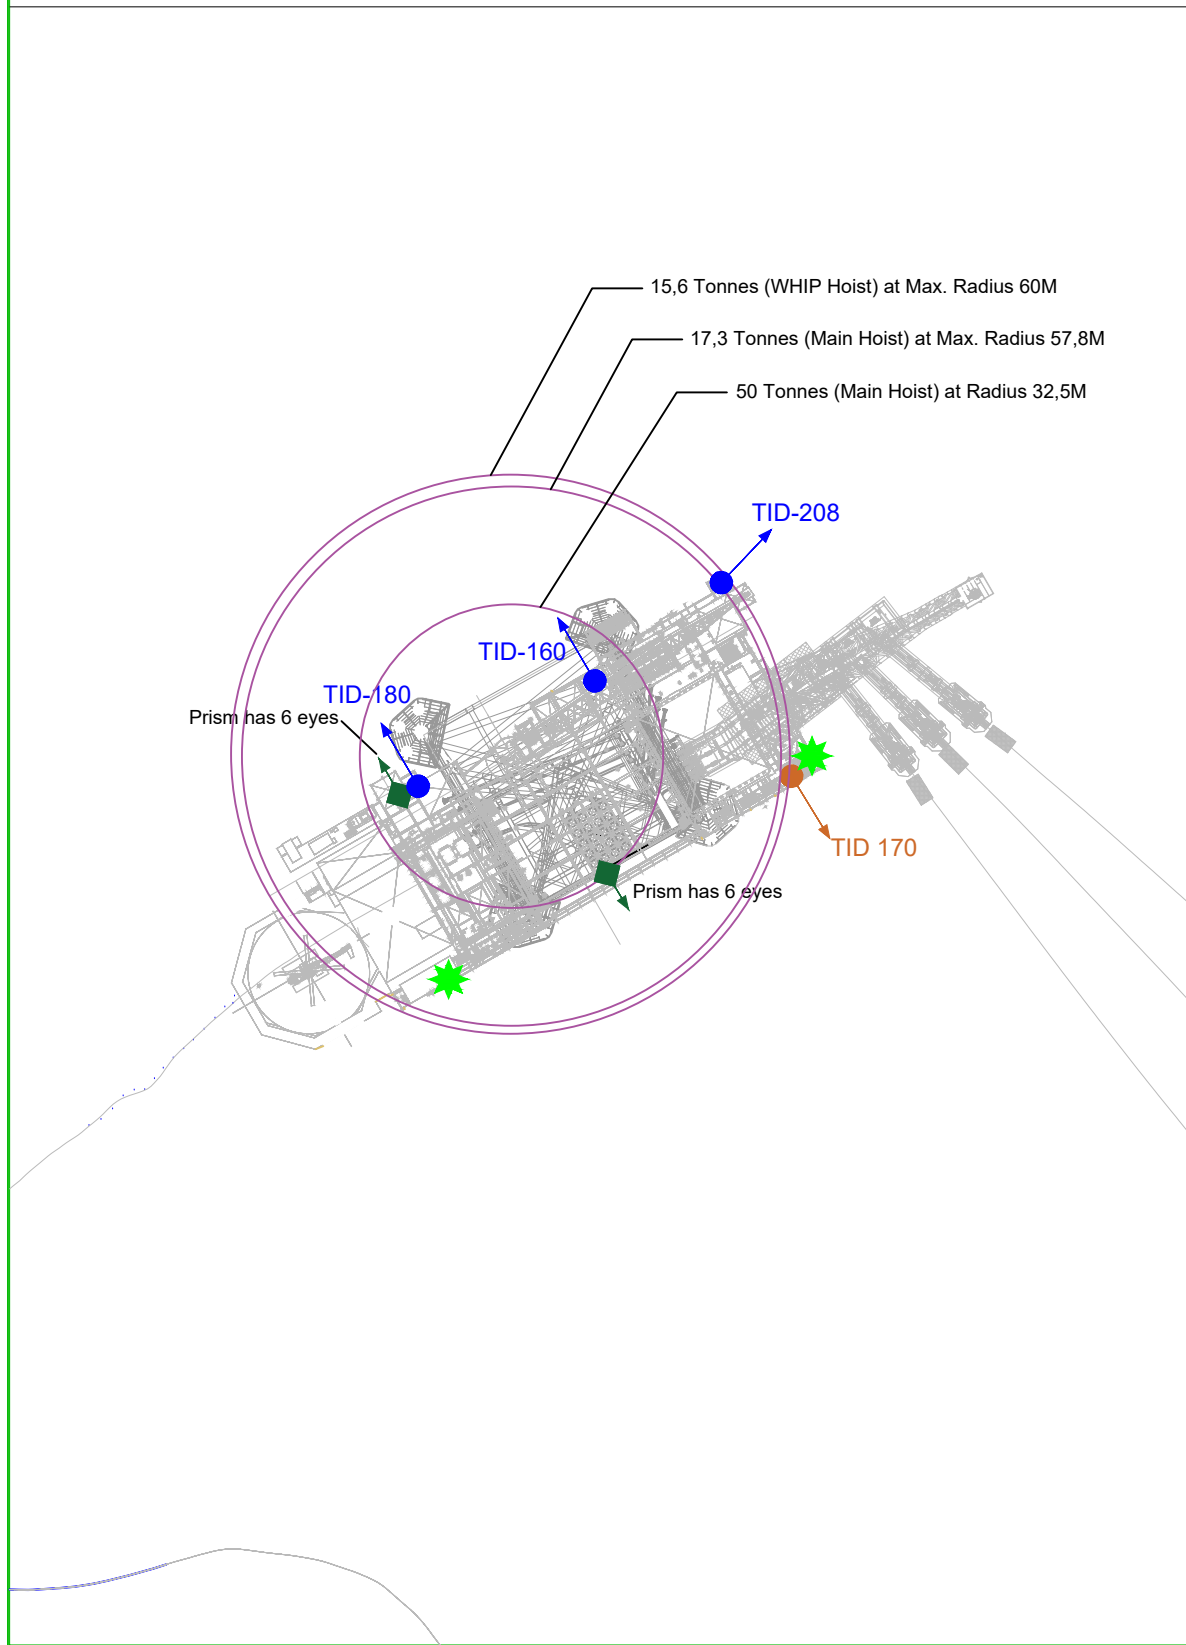 15,6 Tonnes (WHIP Hoist) at Max. Radius 60M
17,3 Tonnes (Main Hoist) at Max. Radius 57,8M
50 Tonnes (Main Hoist) at Radius 32,5M
TID-208
TID-160
TID-180
Prism has 6 eyes
TID 170
Prism has 6 eyes